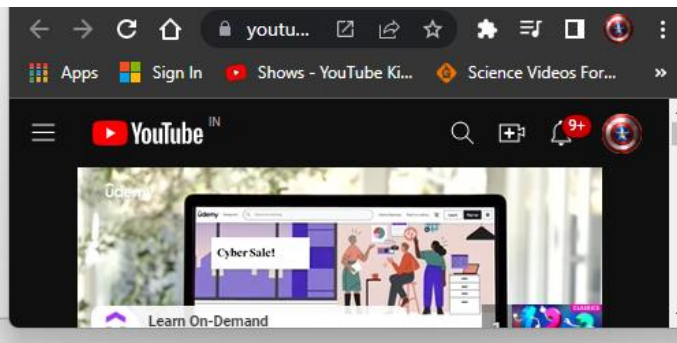 youtu...
Apps Sign In Shows - YouTube Ki... Science Videos For... »
YouTube IN 9+
Udemy
ûdemy
Cyber Sale!
Learn On-Demand
CLASSICS